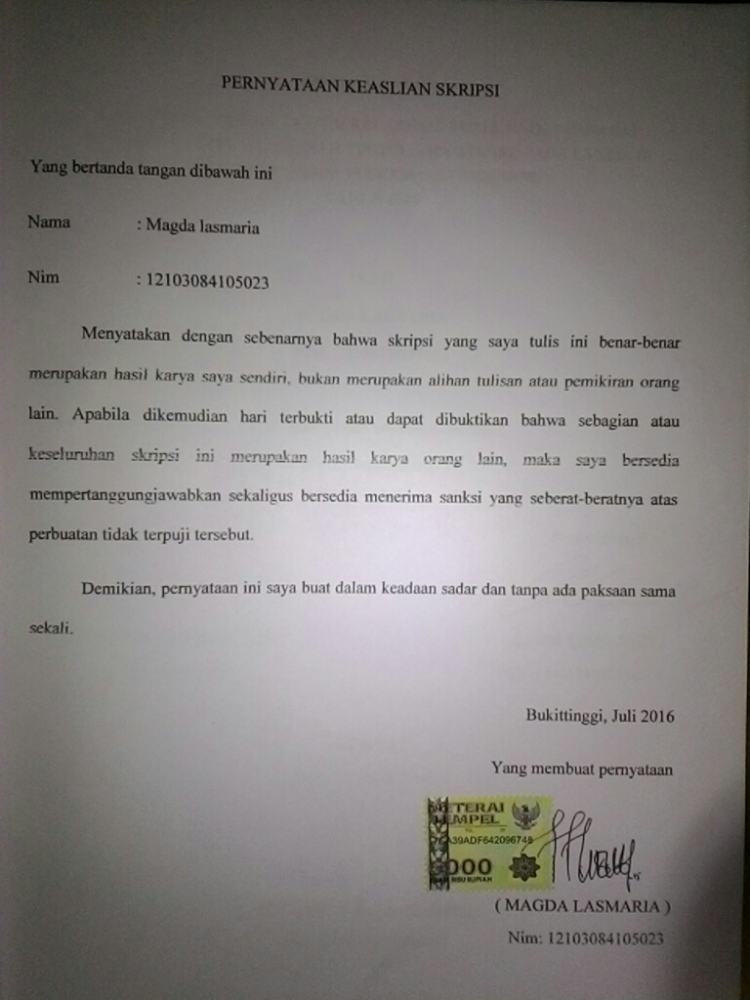 PERNYATAAN KEASLIAN SKRIPSI
Yang bertanda tangan dibawah ini
Nama : Magda lasmaria
Nim : 12103084105023
Menyatakan dengan sebenarnya bahwa skripsi yang saya tulis ini benar-benar
merupakan hasil karya saya sendiri, bukan merupakan alihan tulisan atau pemikiran orang
lain. Apabila dikemudian hari terbukti atau dapat dibuktikan bahwa sebagian atau
keseluruhan skripsi ini merupakan hasil karya orang lain, maka saya bersedia
mempertanggungjawabkan sekaligus bersedia menerima sanksi yang seberat-beratnya atas
perbuatan tidak terpuji tersebut.
Demikian, pernyataan ini saya buat dalam keadaan sadar dan tanpa ada paksaan sama
sekali.
Bukittinggi, Juli 2016
Yang membuat pernyataan
METERAI
TEMPEL
A39ADF642096748
000
RIBU RUPIAH
( MAGDA LASMARIA )
Nim: 12103084105023